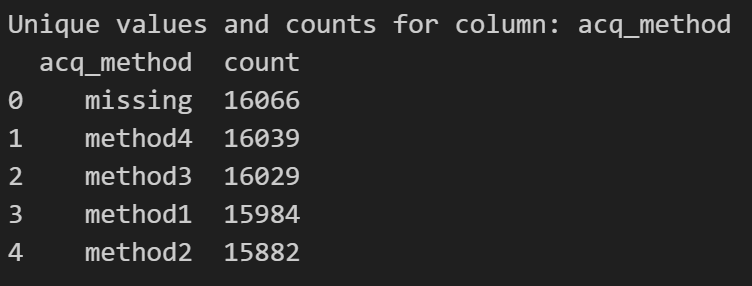 Unique values and counts for column: acq_method
  acq_method  count
0    missing  16066
1    method4  16039
2    method3  16029
3    method1  15984
4    method2  15882